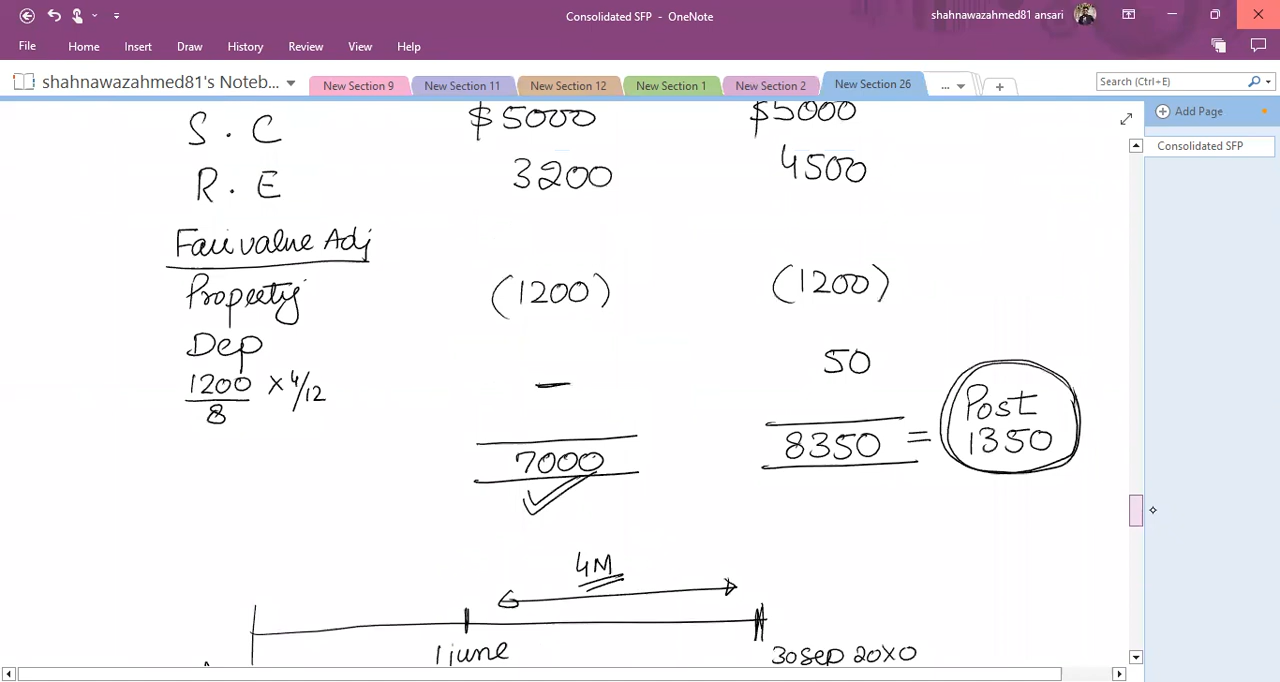 Consolidated SFP - OneNote
shahnawazahmed81 ansari
File Home Insert Draw History Review View Help
shahnawazahmed81's Noteb... New Section 9 New Section 11 New Section 12 New Section 1 New Section 2 New Section 26 ... Search (Ctrl+E)
Add Page
Consolidated SFP
S. C $5000 $5000
R. E 3200 4500
Fair value Adj
Property (1200) (1200)
Dep 50
1200/8 x 4/12 –
7000 8350 = Post 1350
4M
1 june 30 Sep 20X0